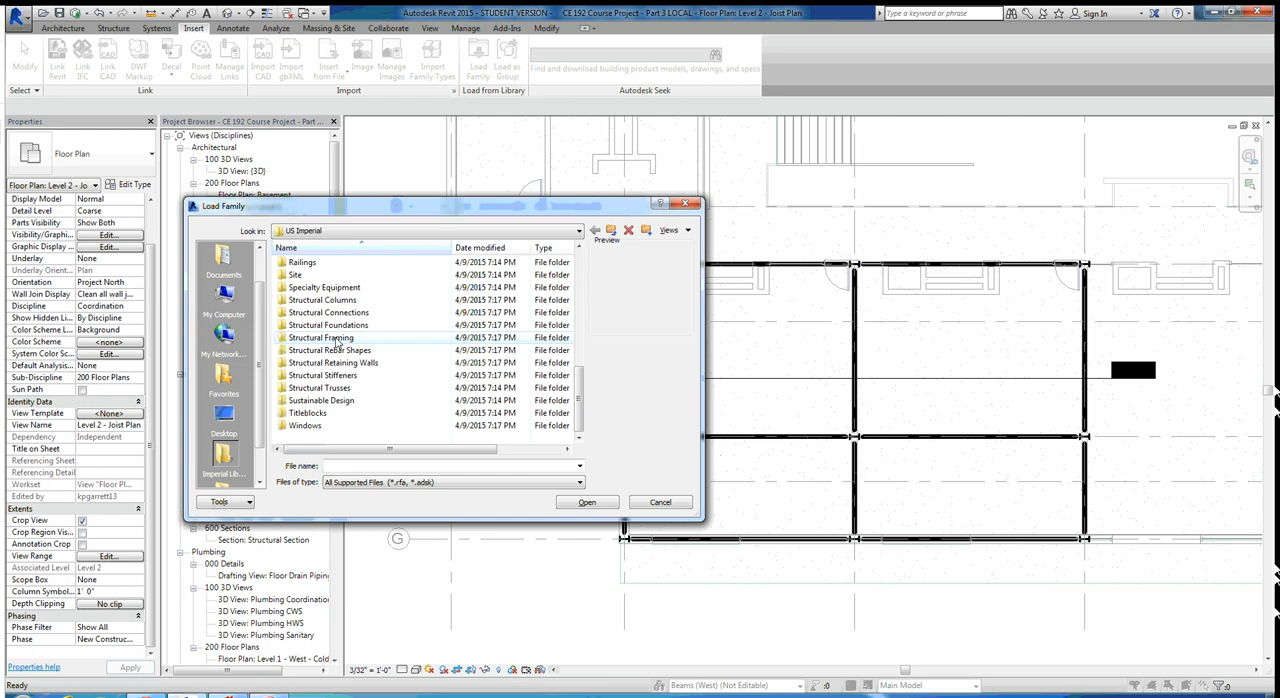 Autodesk Revit 2015 - STUDENT VERSION - CE 192 Course Project - Part 3 LOCAL - Floor Plan: Level 2 - Joist Plan
Type a keyword or phrase
Sign In
Architecture Structure Systems Insert Annotate Analyze Massing & Site Collaborate View Manage Add-Ins Modify
Modify
Link Revit
Link IFC
Link CAD
DWF Markup
Decal
Point Cloud
Manage Links
Import CAD
Import gbXML
Insert from File
Image
Manage Images
Import Family Types
Load Family
Load as Group
Find and download building product models, drawings, and specs
Select
Link
Import
Load from Library
Autodesk Seek
Properties
Floor Plan
Floor Plan: Level 2 - Jo
Edit Type
Display Model Normal
Detail Level Coarse
Parts Visibility Show Both
Visibility/Graphi... Edit...
Graphic Display ... Edit...
Underlay None
Underlay Orien... Plan
Orientation Project North
Wall Join Display Clean all wall j...
Discipline Coordination
Show Hidden Li... By Discipline
Color Scheme L... Background
Color Scheme <none>
System Color Sc... Edit...
Default Analysis... None
Sub-Discipline 200 Floor Plans
Sun Path
Identity Data
View Template <None>
View Name Level 2 - Joist Plan
Dependency Independent
Title on Sheet
Referencing Sheet
Referencing Detail
Workset View "Floor Pl...
Edited by kpgarrett13
Extents
Crop View
Crop Region Vis...
Annotation Crop
View Range Edit...
Associated Level Level 2
Scope Box None
Column Symbol... 1' 0"
Depth Clipping No clip
Phasing
Phase Filter Show All
Phase New Construc...
Properties help
Apply
Project Browser - CE 192 Course Project - Part ...
Views (Disciplines)
Architectural
100 3D Views
3D View: {3D}
200 Floor Plans
Load Family
Look in: US Imperial
Views
Documents
My Computer
My Network...
Favorites
Desktop
Imperial Lib...
Name Date modified Type
Railings 4/9/2015 7:14 PM File folder
Site 4/9/2015 7:14 PM File folder
Specialty Equipment 4/9/2015 7:14 PM File folder
Structural Columns 4/9/2015 7:17 PM File folder
Structural Connections 4/9/2015 7:17 PM File folder
Structural Foundations 4/9/2015 7:17 PM File folder
Structural Framing 4/9/2015 7:17 PM File folder
Structural Rebar Shapes 4/9/2015 7:17 PM File folder
Structural Retaining Walls 4/9/2015 7:17 PM File folder
Structural Stiffeners 4/9/2015 7:17 PM File folder
Structural Trusses 4/9/2015 7:14 PM File folder
Sustainable Design 4/9/2015 7:17 PM File folder
Titleblocks 4/9/2015 7:14 PM File folder
Windows 4/9/2015 7:17 PM File folder
Preview
File name:
Files of type: All Supported Files (*.rfa, *.adsk)
Tools
Open
Cancel
600 Sections
Section: Structural Section
Plumbing
000 Details
Drafting View: Floor Drain Piping
100 3D Views
3D View: Plumbing Coordination
3D View: Plumbing CWS
3D View: Plumbing HWS
3D View: Plumbing Sanitary
200 Floor Plans
Floor Plan: Level 1 - West - Cold
G
3/32" = 1'-0"
Ready
Beams (West) (Not Editable)
:0
Main Model
:0